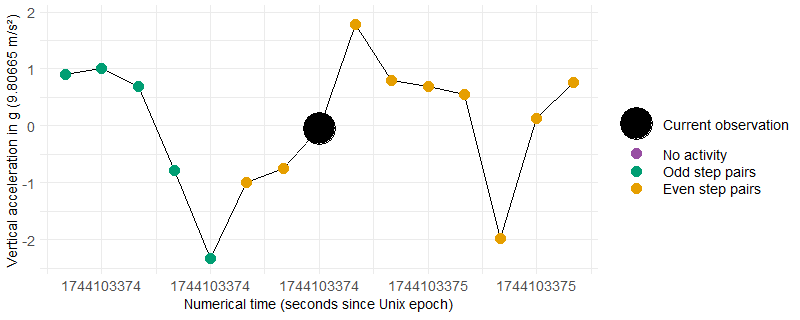 2
1
0
-1
-2
Vertical acceleration in g (9.80665 m/s²)
1744103374 1744103374 1744103374 1744103375 1744103375
Numerical time (seconds since Unix epoch)
Current observation
No activity
Odd step pairs
Even step pairs